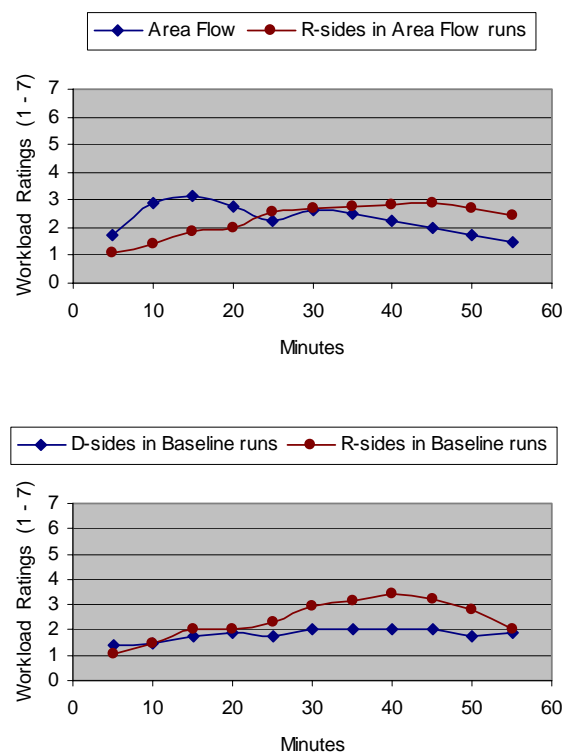 Area Flow R-sides in Area Flow runs
7
6
5
4
3
2
1
0
Workload Ratings (1 - 7)
0 10 20 30 40 50 60
Minutes
D-sides in Baseline runs R-sides in Baseline runs
7
6
5
4
3
2
1
0
Workload Ratings (1 - 7)
0 10 20 30 40 50 60
Minutes